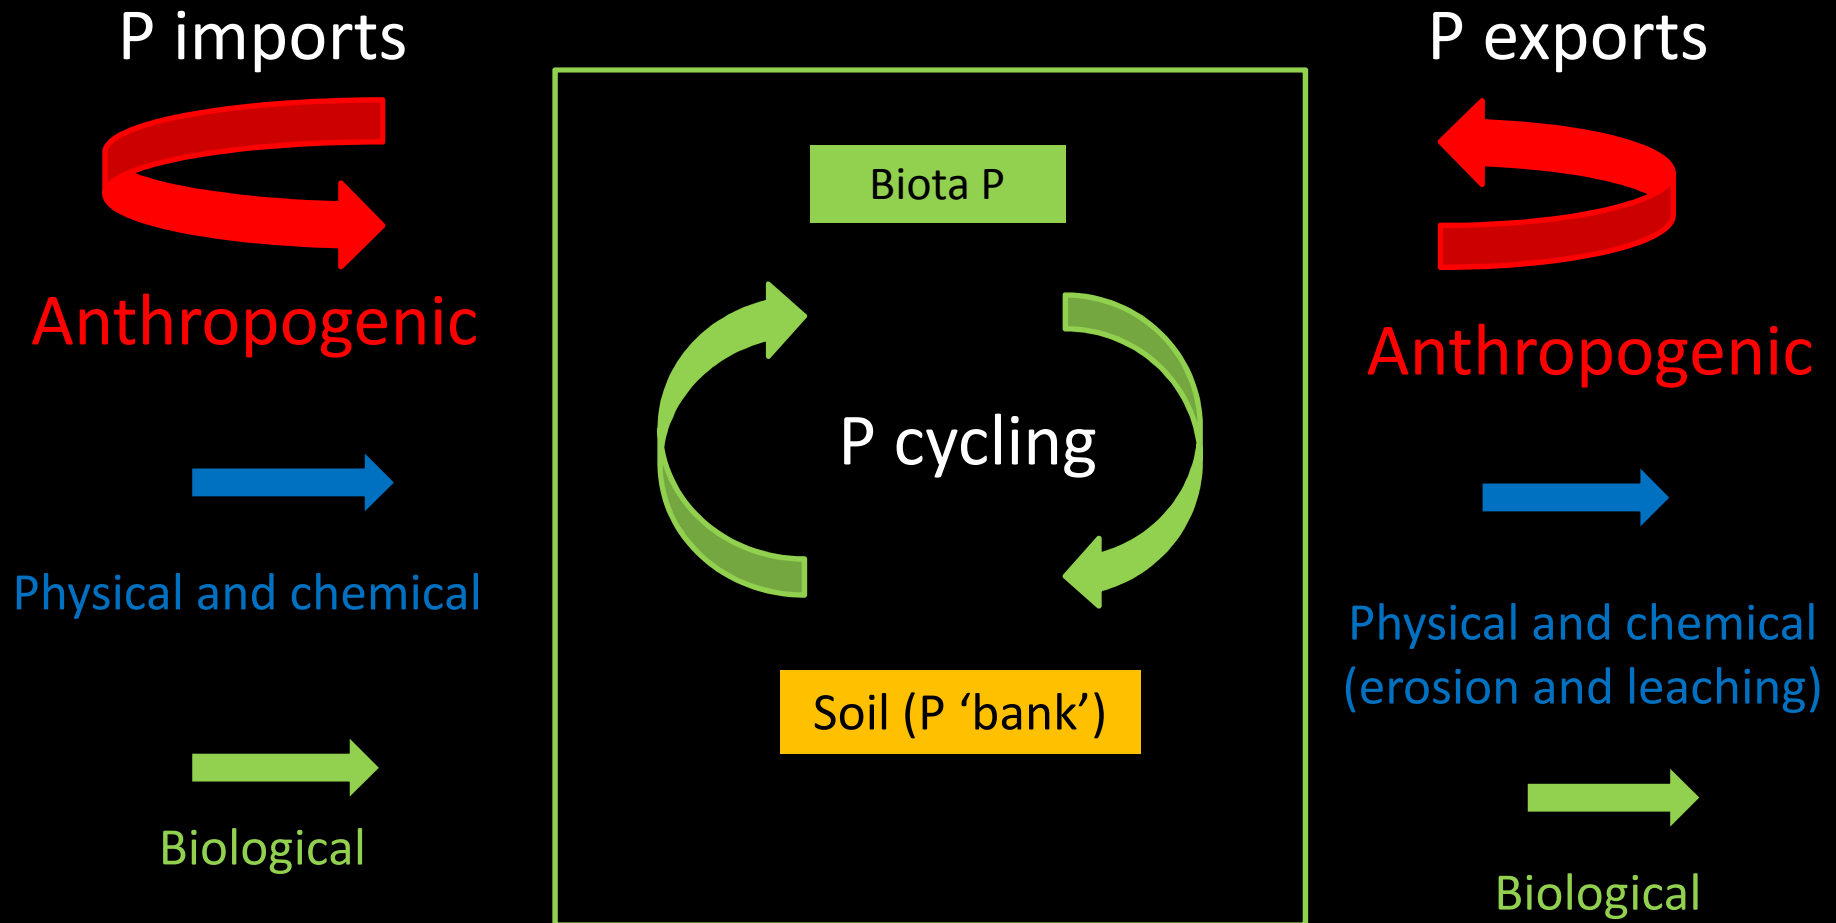 P imports
Anthropogenic
Physical and chemical
Biological
Biota P
P cycling
Soil (P ‘bank’)
P exports
Anthropogenic
Physical and chemical
(erosion and leaching)
Biological